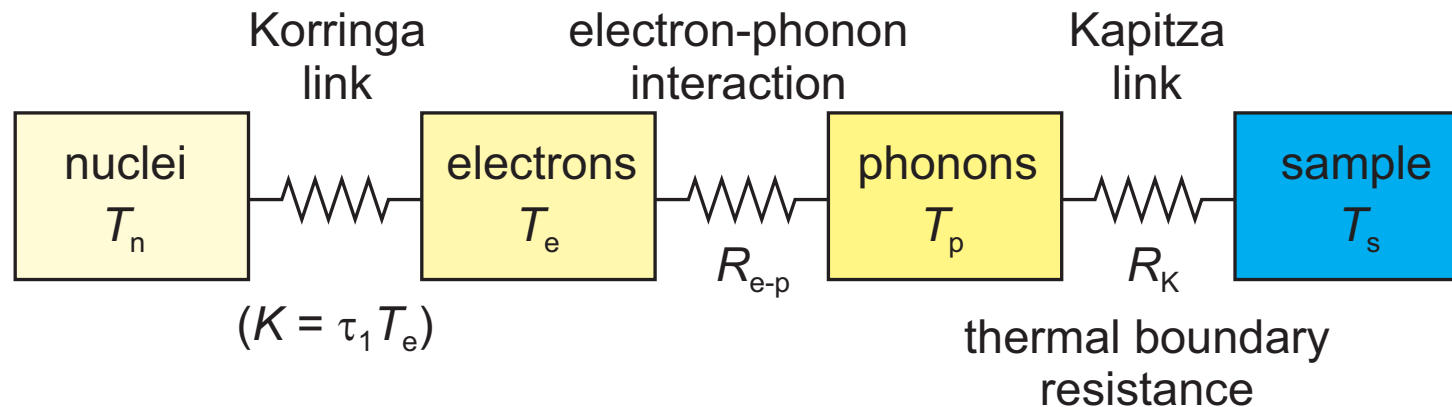 Korringa
link
electron-phonon
interaction
Kapitza
link
nuclei
Tn
electrons
Te
phonons
Tp
sample
Ts
(K = τ1Te)
Re-p
RK
thermal boundary
resistance